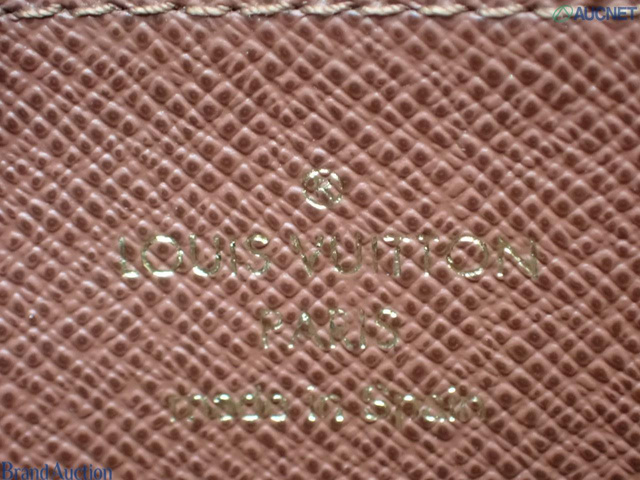 AUCNET
R
LOUIS VUITTON
PARIS
made in Spain
Brand Auction